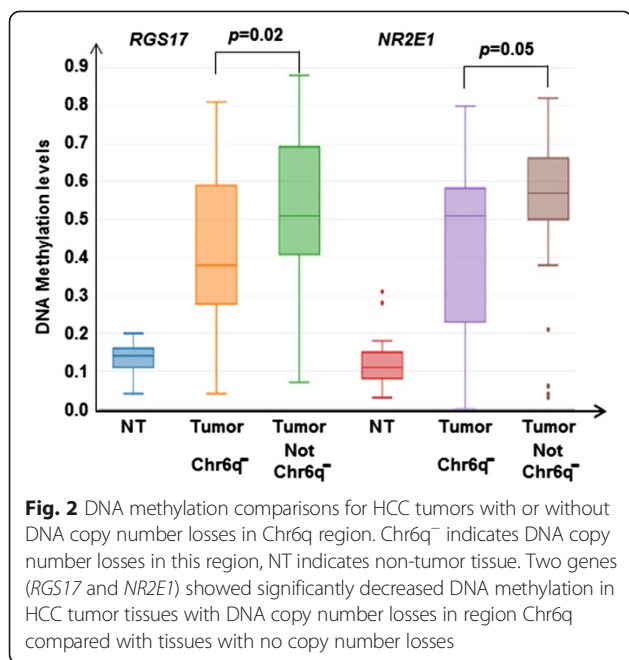 RGS17 p=0.02 NR2E1 p=0.05
DNA Methylation levels
0.9
0.8
0.7
0.6
0.5
0.4
0.3
0.2
0.1
0.0
NT Tumor Tumor NT Tumor Tumor
Chr6q⁻ Not Chr6q⁻ Not
Chr6q⁻ Chr6q⁻
Fig. 2 DNA methylation comparisons for HCC tumors with or without
DNA copy number losses in Chr6q region. Chr6q⁻ indicates DNA copy
number losses in this region, NT indicates non-tumor tissue. Two genes
(RGS17 and NR2E1) showed significantly decreased DNA methylation in
HCC tumor tissues with DNA copy number losses in region Chr6q
compared with tissues with no copy number losses